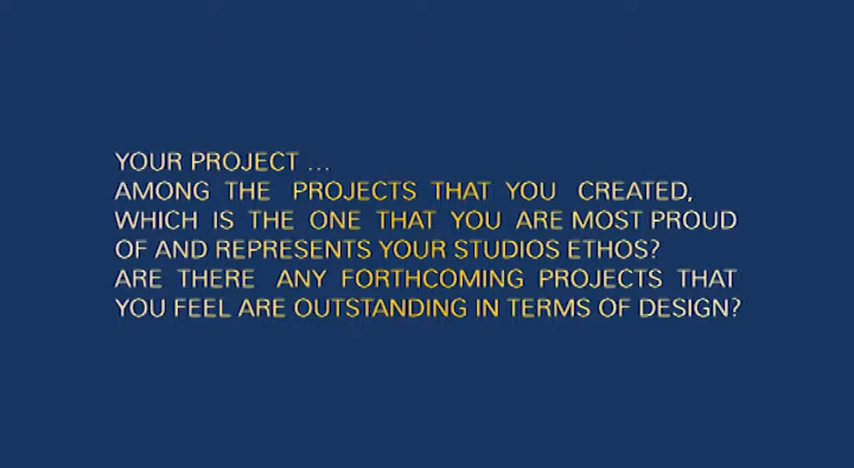 YOUR PROJECT ...
AMONG THE PROJECTS THAT YOU CREATED,
WHICH IS THE ONE THAT YOU ARE MOST PROUD
OF AND REPRESENTS YOUR STUDIOS ETHOS?
ARE THERE ANY FORTHCOMING PROJECTS THAT
YOU FEEL ARE OUTSTANDING IN TERMS OF DESIGN?